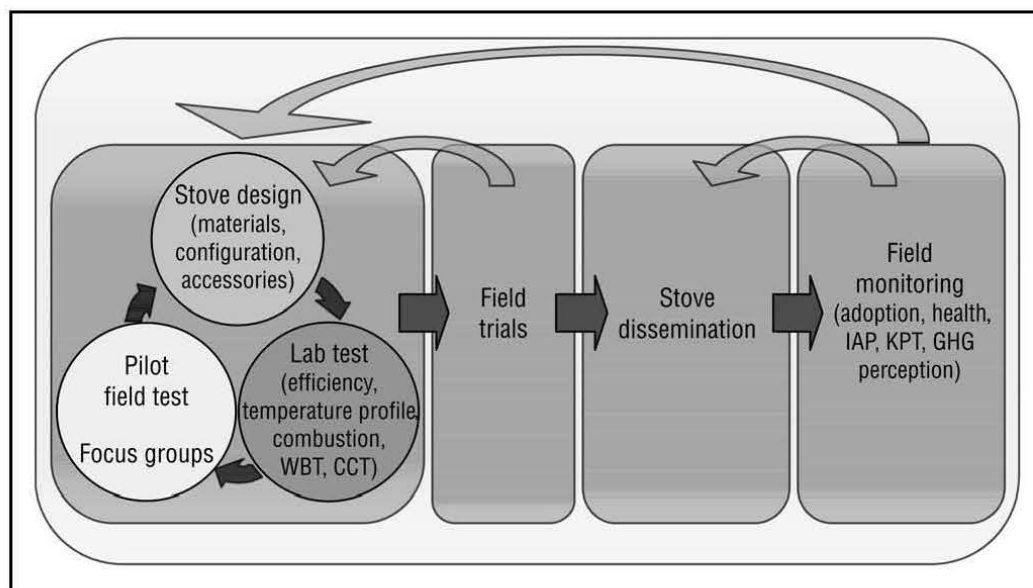 Stove design
(materials,
configuration,
accessories)
Lab test
(efficiency,
temperature profile,
combustion,
WBT, CCT)
Pilot
field test
Focus groups
Field
trials
Stove
dissemination
Field
monitoring
(adoption, health,
IAP, KPT, GHG
perception)